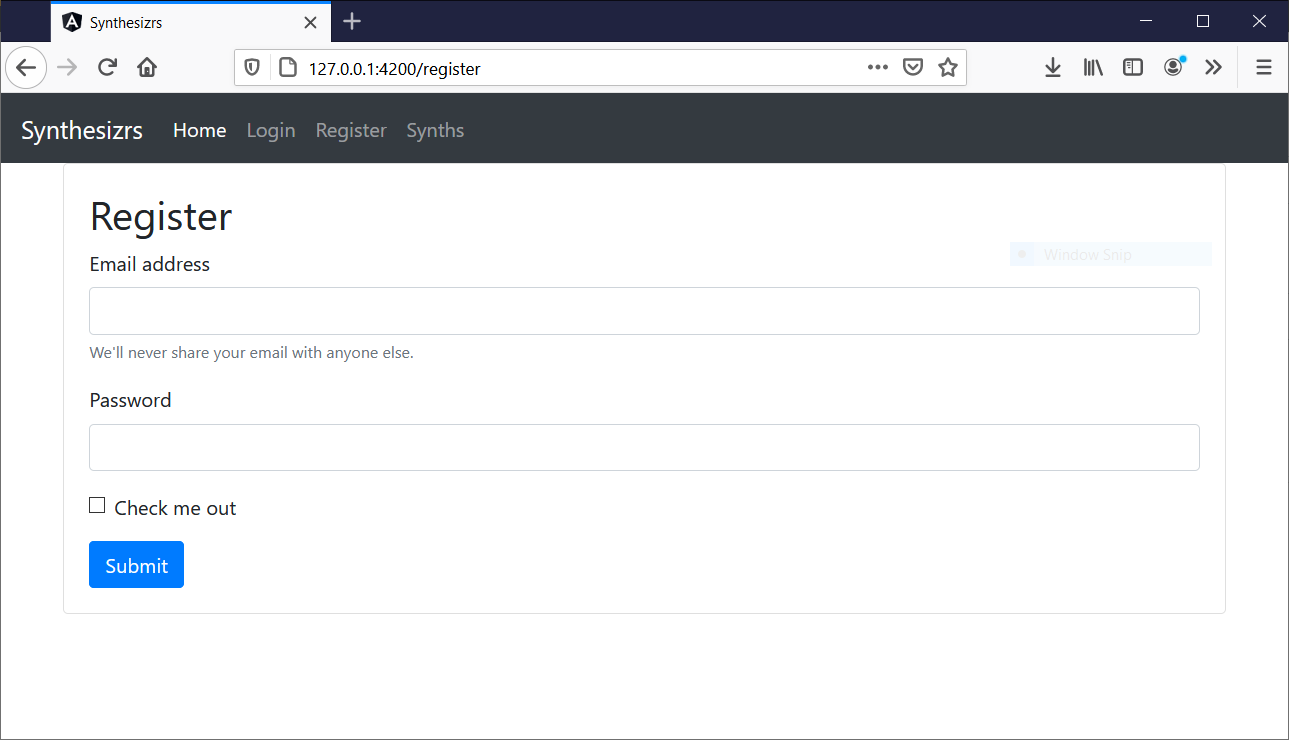 Synthesizrs
127.0.0.1:4200/register
Synthesizrs Home Login Register Synths
Register
Email address
Window Snip
We'll never share your email with anyone else.
Password
Check me out
Submit